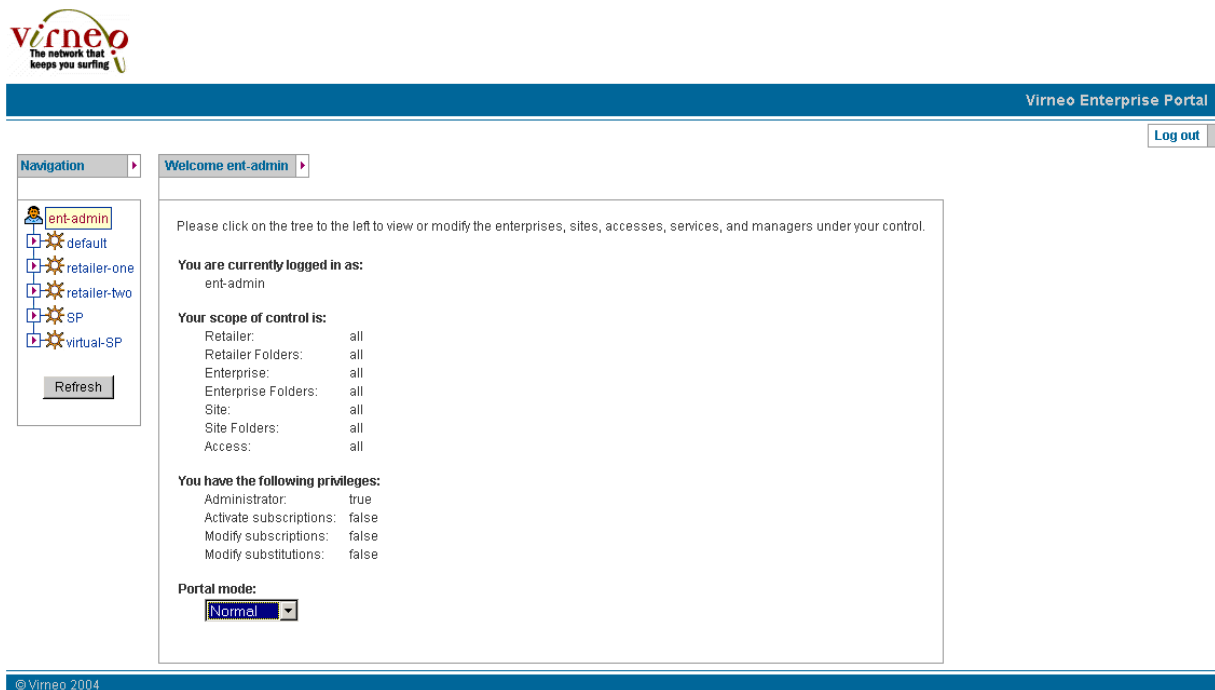 Virneo
The network that
keeps you surfing
Virneo Enterprise Portal
Log out
Navigation
Welcome ent-admin
ent-admin
default
retailer-one
retailer-two
SP
virtual-SP
Refresh
Please click on the tree to the left to view or modify the enterprises, sites, accesses, services, and managers under your control.
You are currently logged in as:
ent-admin
Your scope of control is:
Retailer: all
Retailer Folders: all
Enterprise: all
Enterprise Folders: all
Site: all
Site Folders: all
Access: all
You have the following privileges:
Administrator: true
Activate subscriptions: false
Modify subscriptions: false
Modify substitutions: false
Portal mode:
Normal
© Virneo 2004